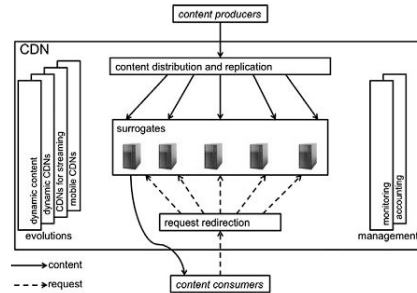 content producers
CDN
content distribution and replication
surrogates
dynamic content
dynamic CDNs
CDNs for streaming
mobile CDNs
evolutions
monitoring
accounting
management
request redirection
content
request
content consumers